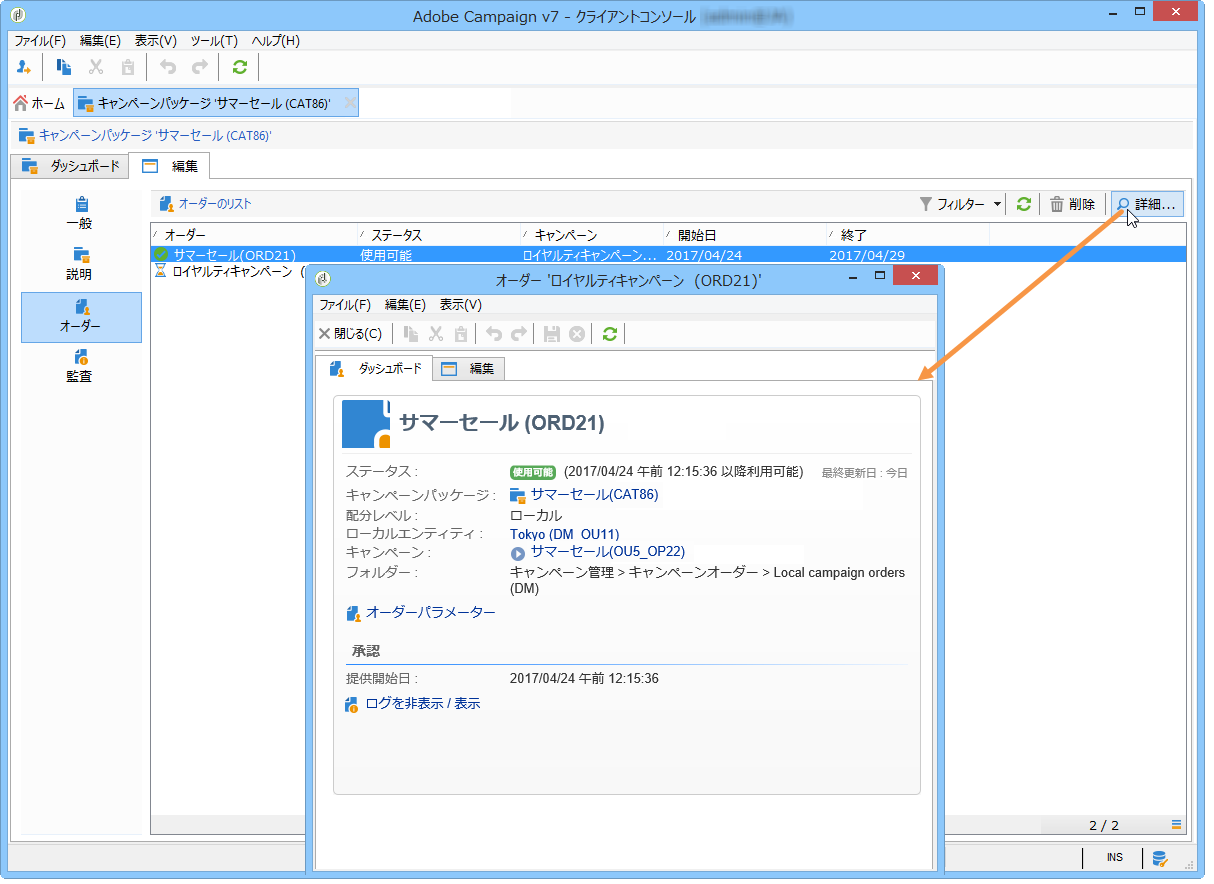 Adobe Campaign v7 - クライアントコンソール
ファイル(F) 編集(E) 表示(V) ツール(T) ヘルプ(H)
ホーム キャンペーンパッケージ 'サマーセール (CAT86)'
キャンペーンパッケージ 'サマーセール (CAT86)'
ダッシュボード 編集
一般
説明
オーダー
監査
オーダーのリスト フィルター 削除 詳細...
オーダー ステータス キャンペーン 開始日 終了
サマーセール(ORD21) 使用可能 ロイヤルティキャンペーン... 2017/04/24 2017/04/29
ロイヤルティキャンペーン (
オーダー 'ロイヤルティキャンペーン (ORD21)'
ファイル(F) 編集(E) 表示(V)
閉じる(C)
ダッシュボード 編集
サマーセール (ORD21)
ステータス : 使用可能 (2017/04/24 午前 12:15:36 以降利用可能) 最終更新日 : 今日
キャンペーンパッケージ : サマーセール(CAT86)
配分レベル : ローカル
ローカルエンティティ : Tokyo (DM_OU11)
キャンペーン : サマーセール(OU5_OP22)
フォルダー : キャンペーン管理 > キャンペーンオーダー > Local campaign orders
(DM)
オーダーパラメーター
承認
提供開始日 : 2017/04/24 午前 12:15:36
ログを非表示 / 表示
2 / 2
INS